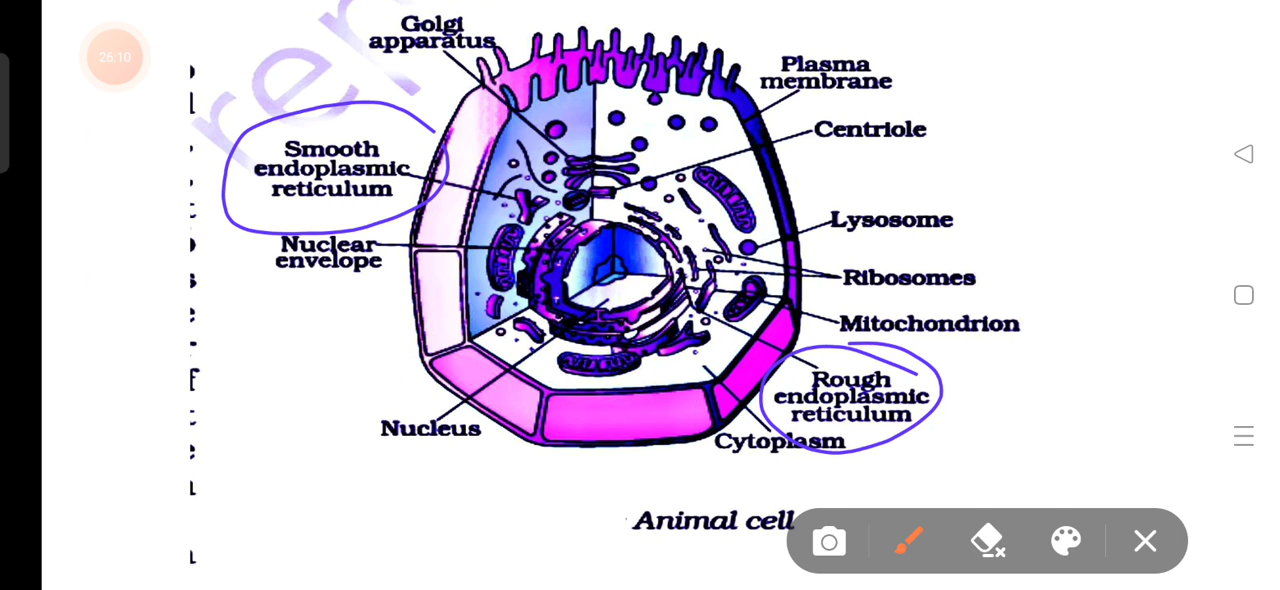 26:10
Golgi
apparatus
Plasma
membrane
Centriole
Smooth
endoplasmic
reticulum
Lysosome
Nuclear
envelope
Ribosomes
Mitochondrion
Rough
endoplasmic
reticulum
Nucleus
Cytoplasm
Animal cell